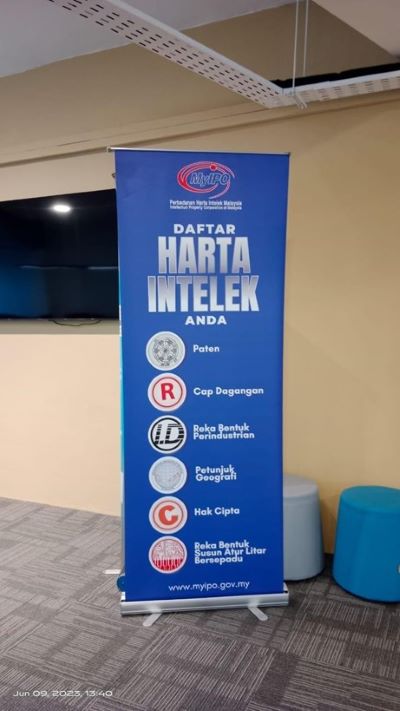 MyIPO
Perbadanan Harta Intelek Malaysia
Intellectual Property Corporation of Malaysia
DAFTAR
HARTA
INTELEK
ANDA
Paten
R
Cap Dagangan
I.D
Reka Bentuk
Perindustrian
Petunjuk
Geografi
C
Hak Cipta
Reka Bentuk
Susun Atur Litar
Bersepadu
www.myipo.gov.my
Jun 09, 2023, 13:40